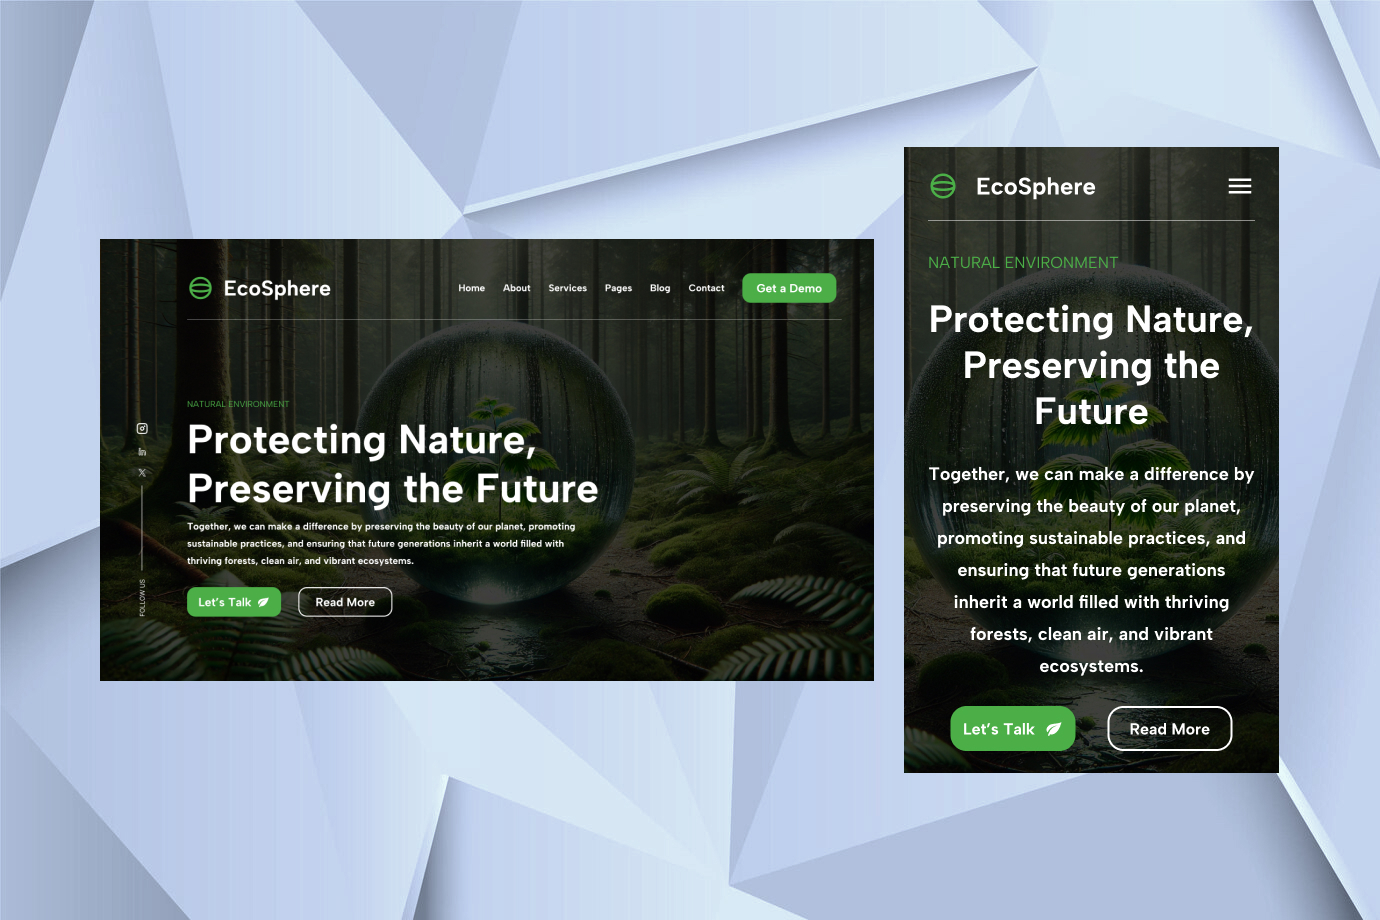 EcoSphere
Home About Services Pages Blog Contact Get a Demo
NATURAL ENVIRONMENT
Protecting Nature,
Preserving the Future
Together, we can make a difference by preserving the beauty of our planet, promoting
sustainable practices, and ensuring that future generations inherit a world filled with
thriving forests, clean air, and vibrant ecosystems.
Let's Talk Read More
FOLLOW US
EcoSphere
NATURAL ENVIRONMENT
Protecting Nature,
Preserving the
Future
Together, we can make a difference by
preserving the beauty of our planet,
promoting sustainable practices, and
ensuring that future generations
inherit a world filled with thriving
forests, clean air, and vibrant
ecosystems.
Let's Talk Read More